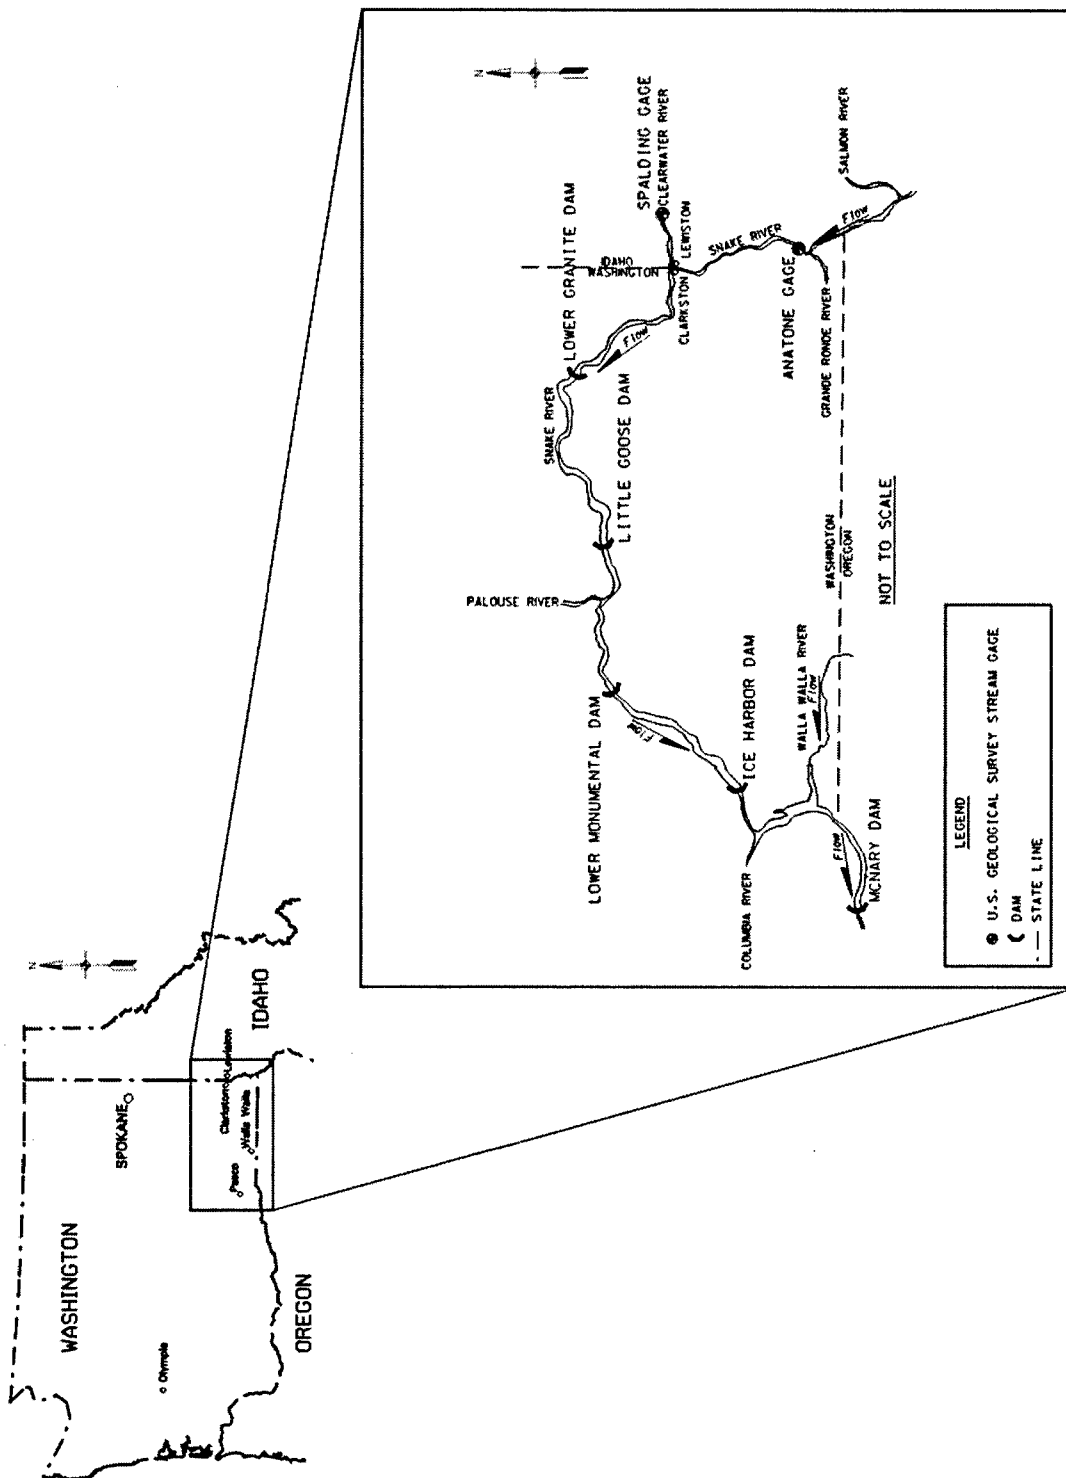 N
WASHINGTON
SPOKANE
Olympia
Pasco
Walla Walla
Clarkston
Lewiston
IDAHO
OREGON
N
SPALDING GAGE
CLEARWATER RIVER
LOWER GRANITE DAM
IDAHO
WASHINGTON
LEWISTON
CLARKSTON
SNAKE RIVER
Flow
SALMON RIVER
Flow
ANATONE GAGE
GRANDE RONDE RIVER
SNAKE RIVER
LITTLE GOOSE DAM
PALOUSE RIVER
LOWER MONUMENTAL DAM
Flow
ICE HARBOR DAM
WALLA WALLA RIVER
Flow
WASHINGTON
OREGON
NOT TO SCALE
COLUMBIA RIVER
Flow
MCNARY DAM
LEGEND
U.S. GEOLOGICAL SURVEY STREAM GAGE
DAM
STATE LINE